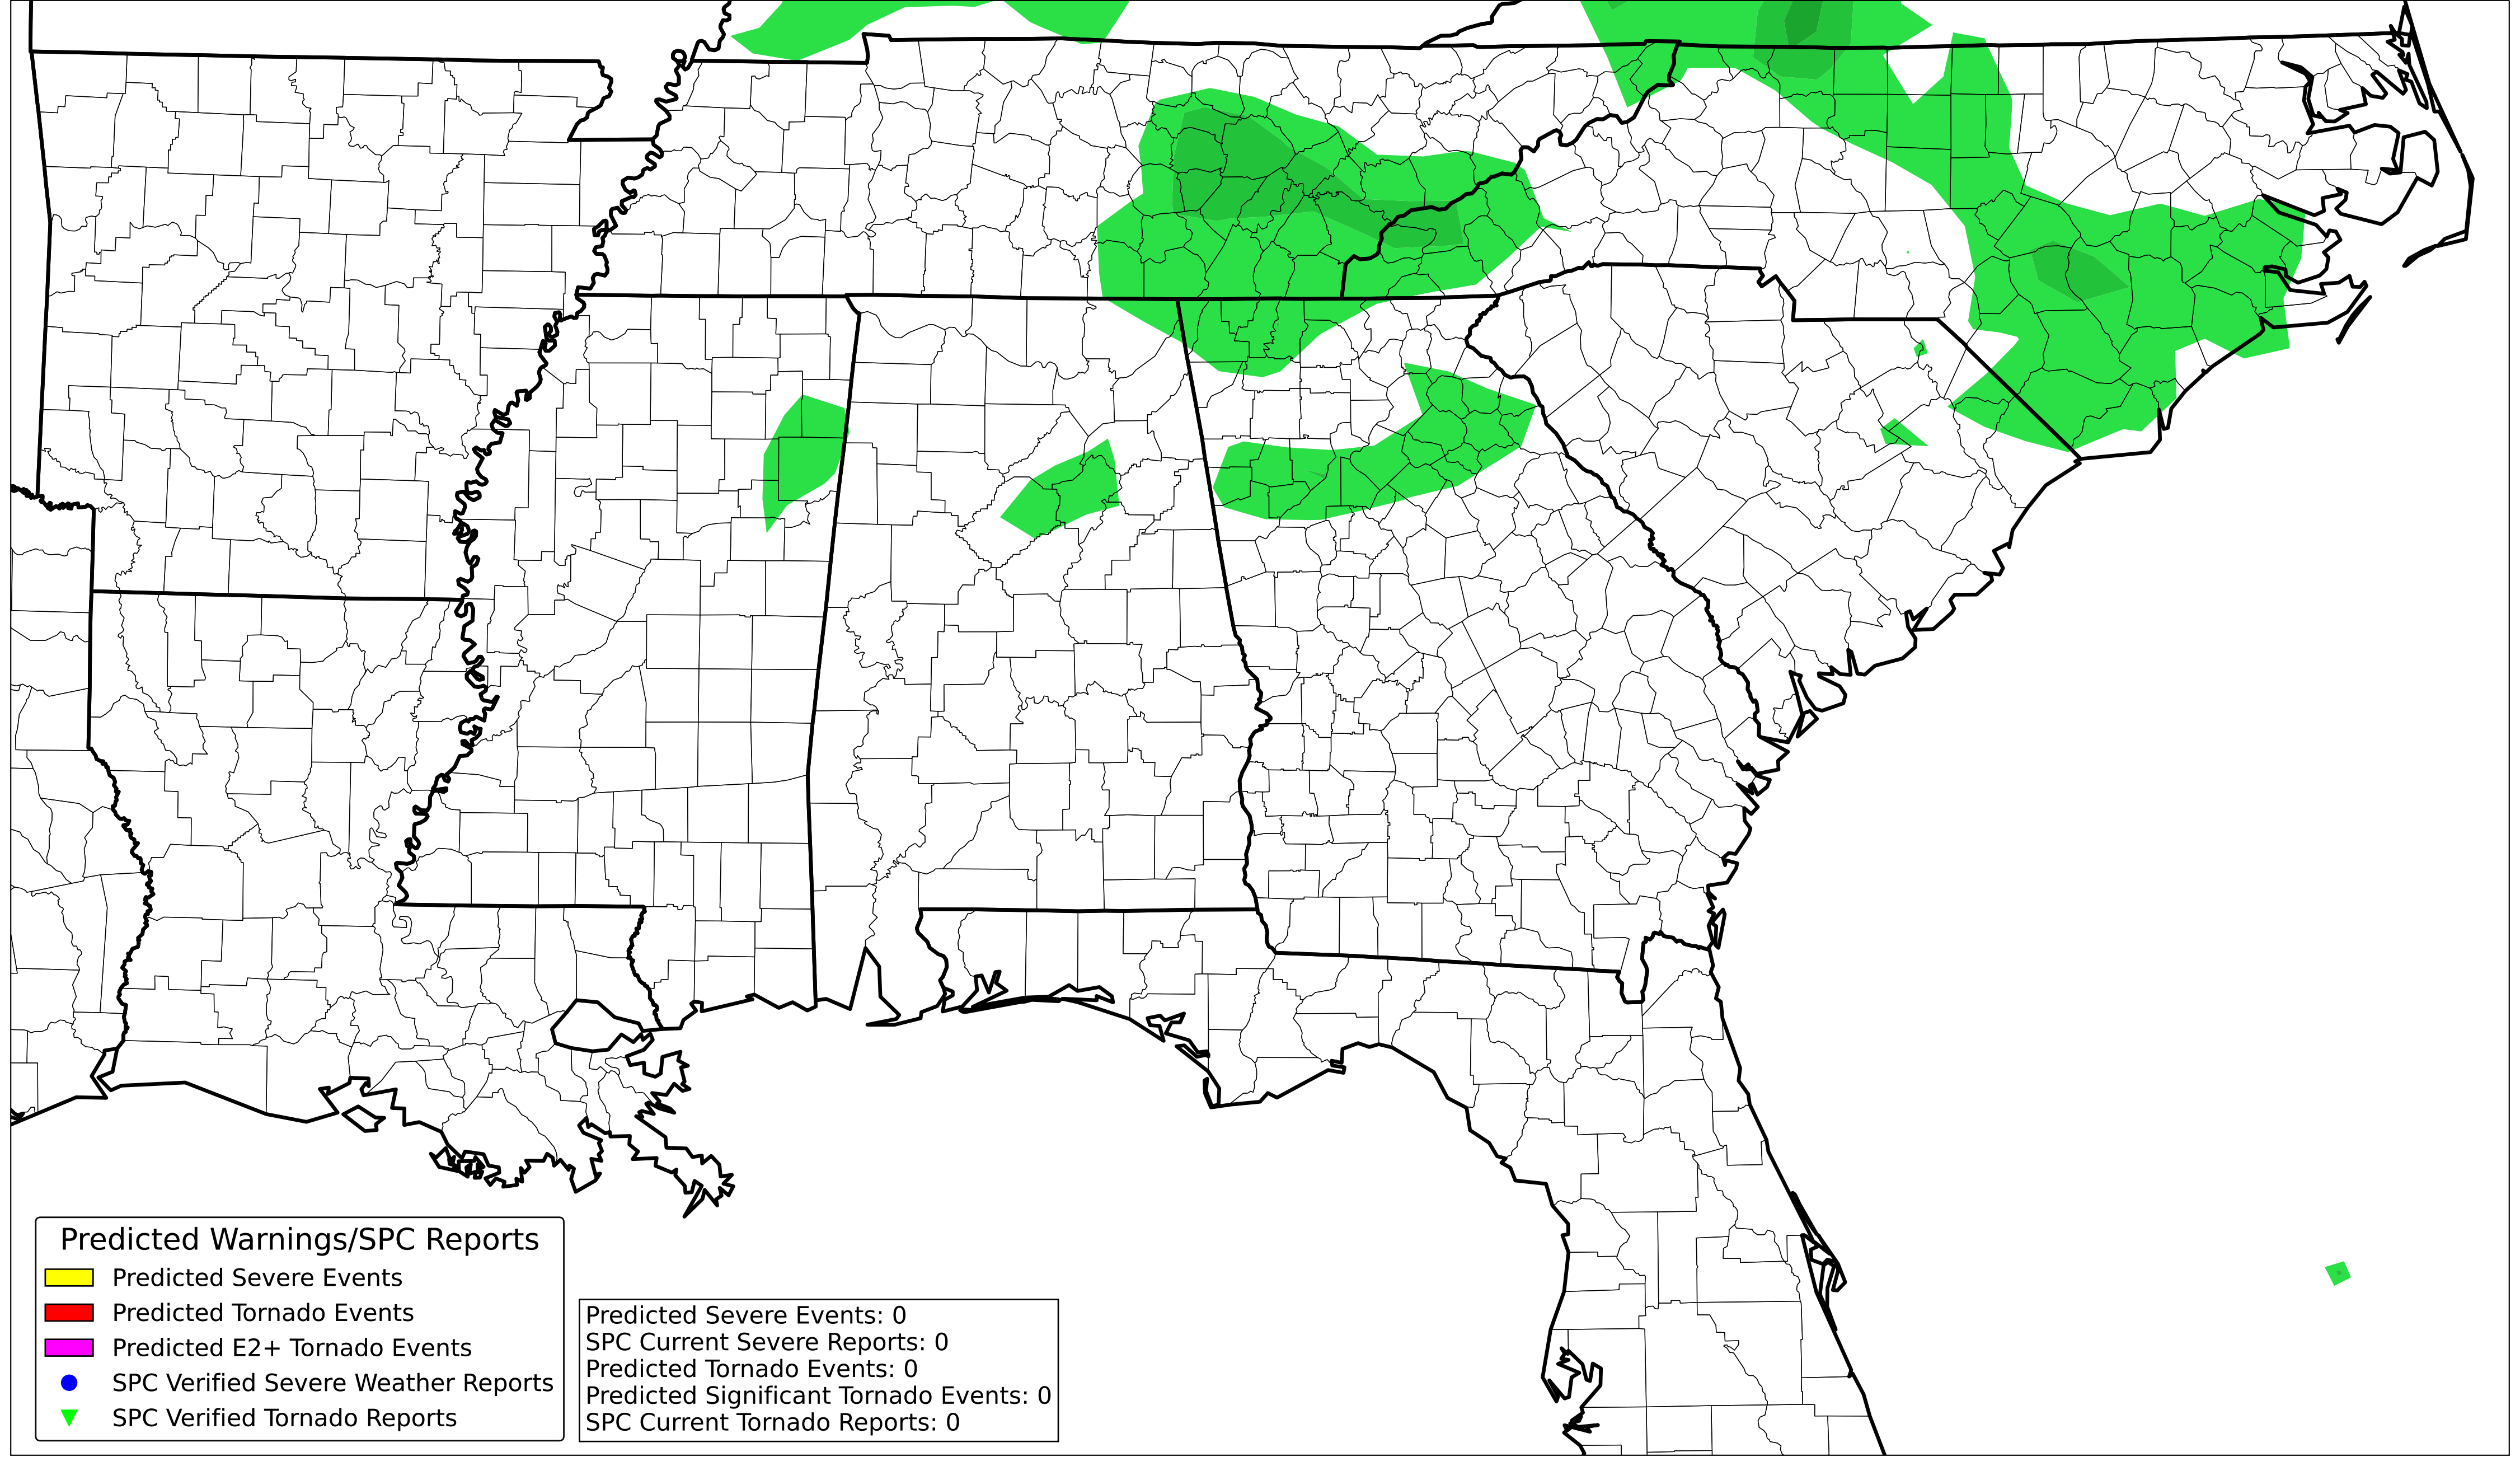 Predicted Warnings/SPC Reports
Predicted Severe Events
Predicted Tornado Events
Predicted E2+ Tornado Events
SPC Verified Severe Weather Reports
SPC Verified Tornado Reports
Predicted Severe Events: 0
SPC Current Severe Reports: 0
Predicted Tornado Events: 0
Predicted Significant Tornado Events: 0
SPC Current Tornado Reports: 0